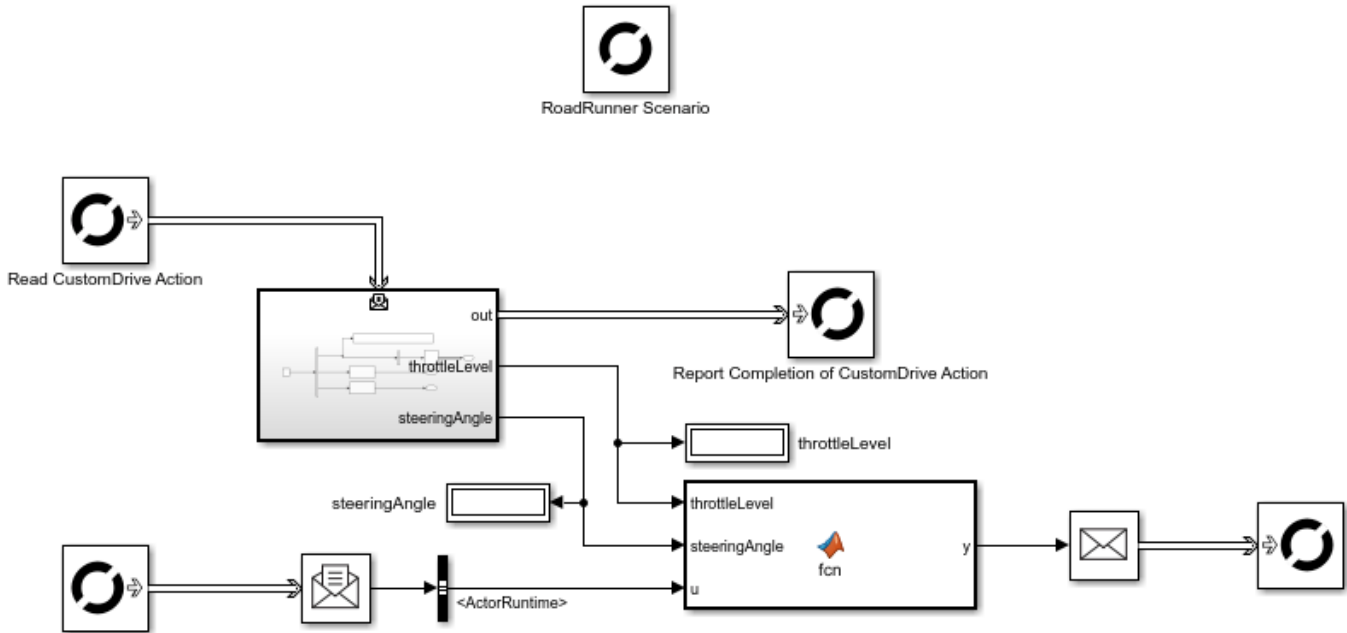 RoadRunner Scenario
Read CustomDrive Action
out
throttleLevel
steeringAngle
Report Completion of CustomDrive Action
throttleLevel
steeringAngle
throttleLevel
steeringAngle
fcn
y
u
<ActorRuntime>